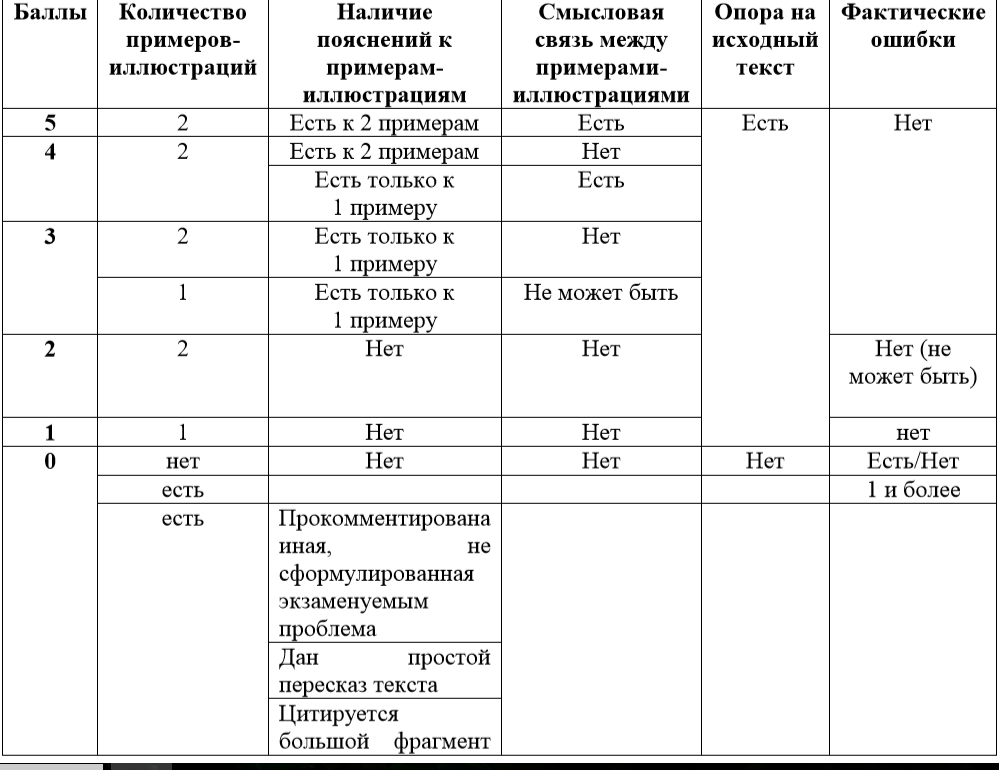 Баллы Количество примеров- иллюстраций Наличие пояснений к примерам- иллюстрациям Смысловая связь между примерами- иллюстрациями Опора на исходный текст Фактические ошибки
5 2 Есть к 2 примерам Есть Есть Нет
4 2 Есть к 2 примерам Нет
Есть только к 1 примеру Есть
3 2 Есть только к 1 примеру Нет
1 Есть только к 1 примеру Не может быть
2 2 Нет Нет Нет (не может быть)
1 1 Нет Нет нет
0 нет Нет Нет Нет Есть/Нет
есть 1 и более
есть Прокомментирована
иная, не
сформулированная
экзаменуемым
проблема
Дан простой
пересказ текста
Цитируется
большой фрагмент